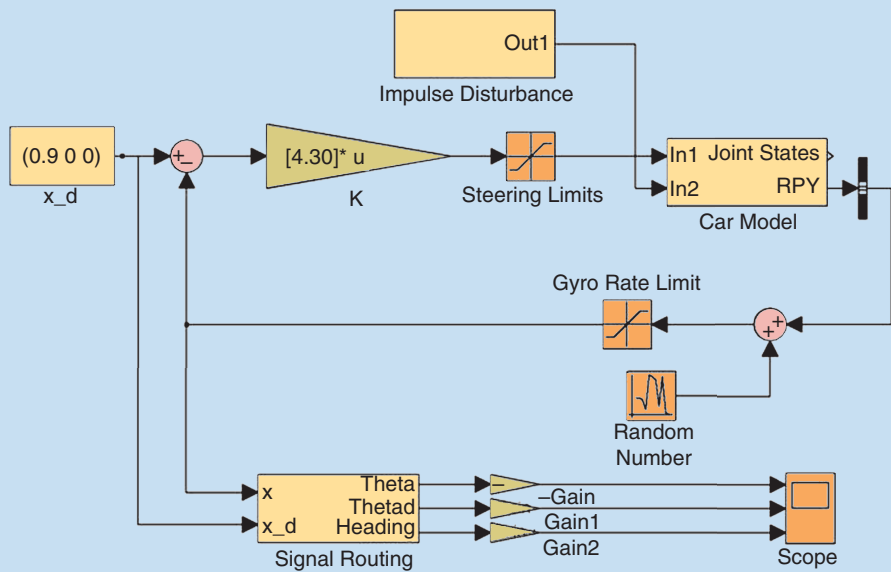 Out1
Impulse Disturbance
(0.9 0 0)
x_d
+
−
[4.30]* u
K
Steering Limits
In1
In2
Joint States
RPY
Car Model
Gyro Rate Limit
+
+
Random
Number
x
x_d
Theta
Thetad
Heading
Signal Routing
−
−Gain
Gain1
Gain2
Scope